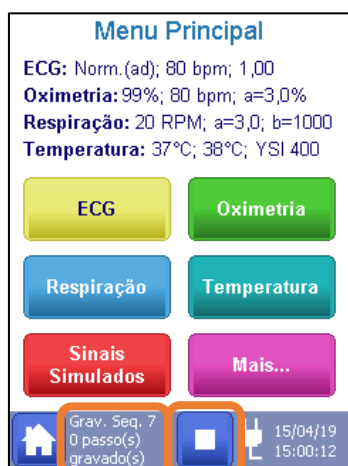 Menu Principal
ECG: Norm.(ad); 80 bpm; 1,00
Oximetria: 99%; 80 bpm; a=3,0%
Respiração: 20 RPM; a=3,0; b=1000
Temperatura: 37°C; 38°C; YSI 400
ECG
Oximetria
Respiração
Temperatura
Sinais
Simulados
Mais...
Grav. Seq. 7
0 passo(s)
gravado(s)
15/04/19
15:00:12